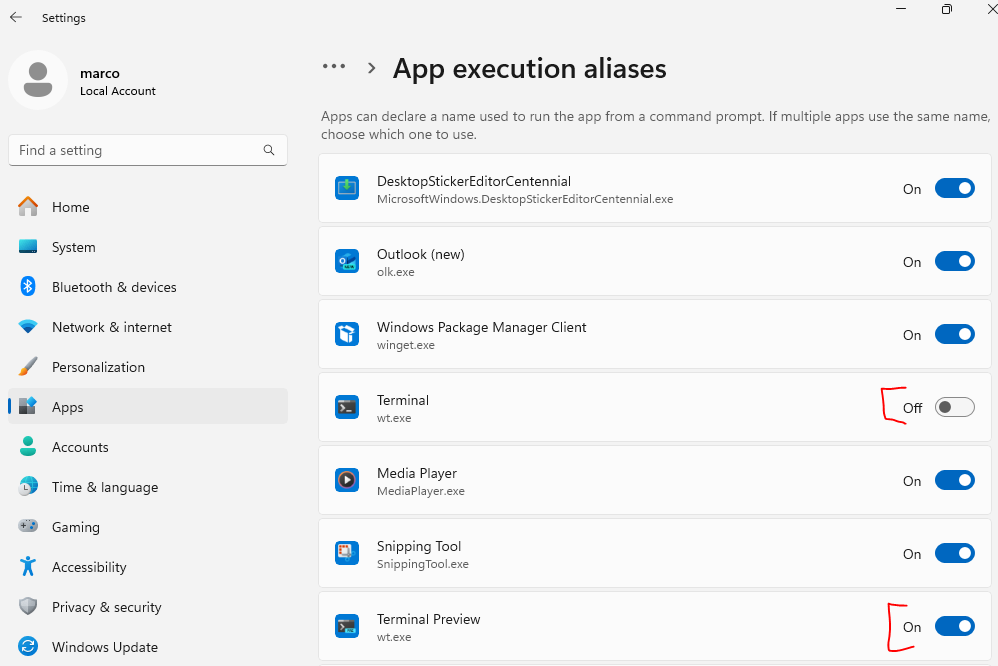 Settings
marco
Local Account
Find a setting
Home
System
Bluetooth & devices
Network & internet
Personalization
Apps
Accounts
Time & language
Gaming
Accessibility
Privacy & security
Windows Update
... > App execution aliases
Apps can declare a name used to run the app from a command prompt. If multiple apps use the same name,
choose which one to use.
DesktopStickerEditorCentennial
MicrosoftWindows.DesktopStickerEditorCentennial.exe
On
Outlook (new)
olk.exe
On
Windows Package Manager Client
winget.exe
On
Terminal
wt.exe
Off
Media Player
MediaPlayer.exe
On
Snipping Tool
SnippingTool.exe
On
Terminal Preview
wt.exe
On